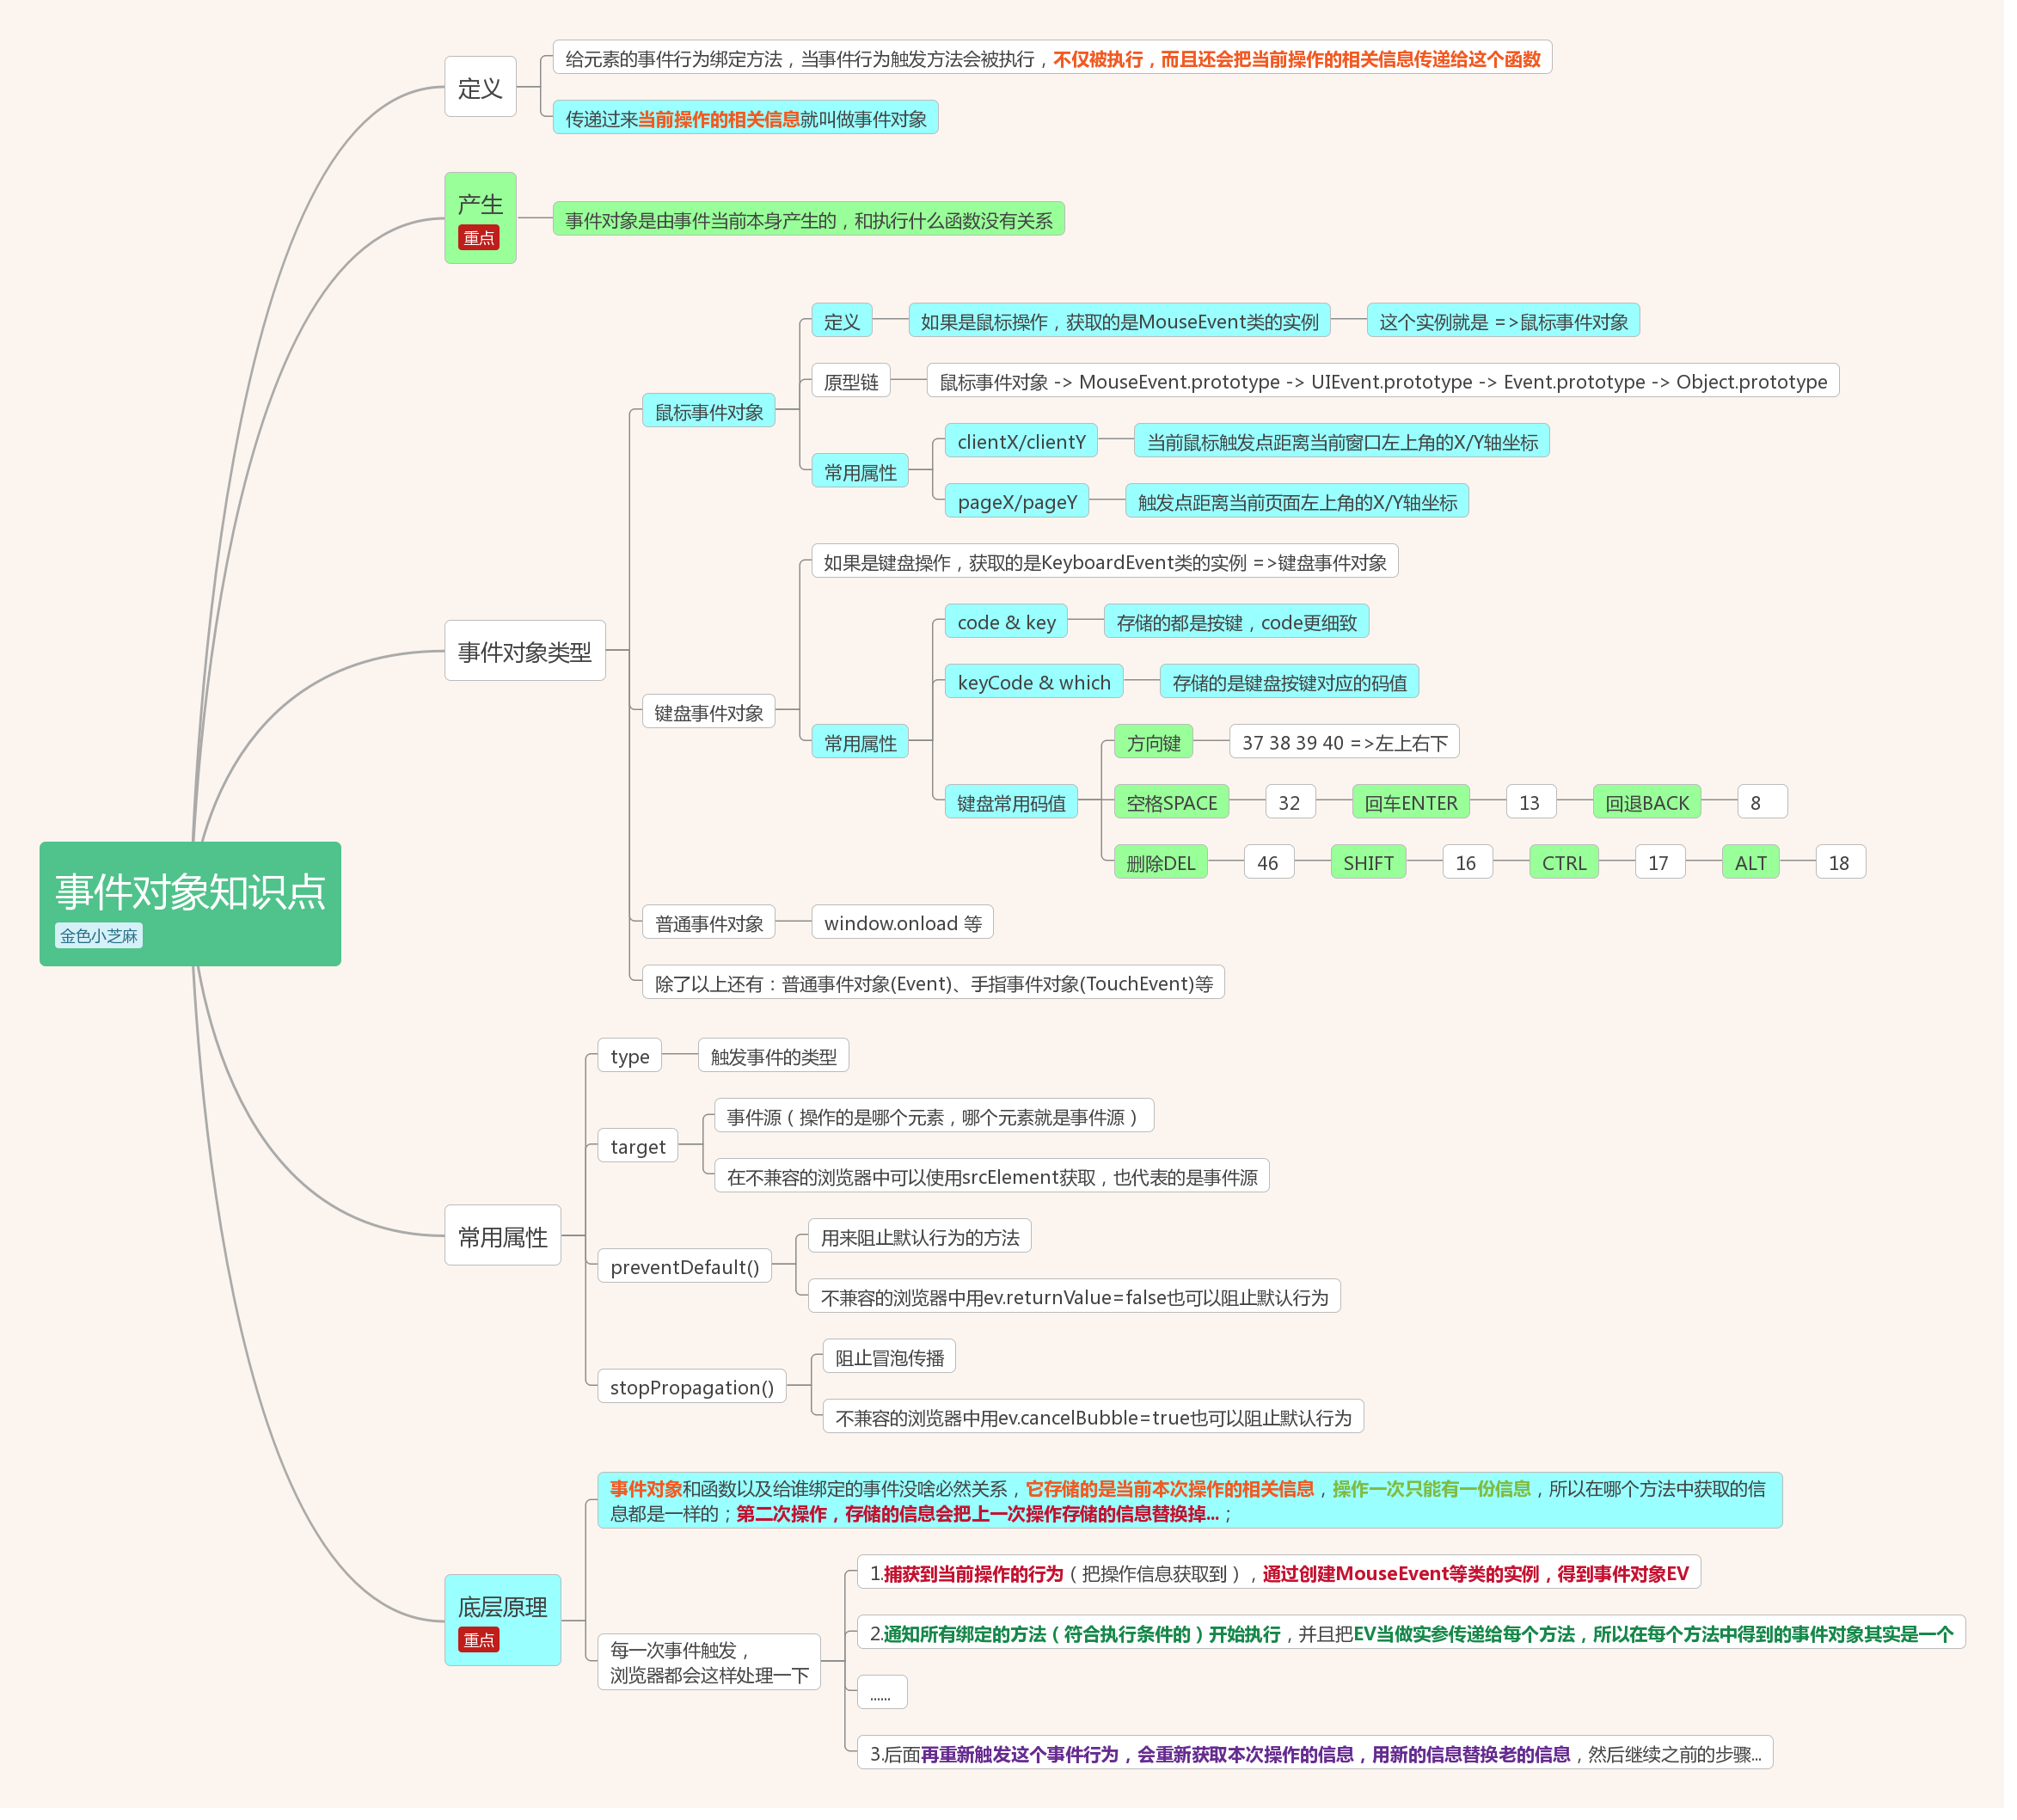 定义
给元素的事件行为绑定方法，当事件行为触发方法会被执行，不仅被执行，而且还会把当前操作的相关信息传递给这个函数
传递过来当前操作的相关信息就叫做事件对象
产生
重点
事件对象是由事件当前本身产生的，和执行什么函数没有关系
事件对象类型
鼠标事件对象
定义
如果是鼠标操作，获取的是MouseEvent类的实例
这个实例就是 =>鼠标事件对象
原型链
鼠标事件对象 -> MouseEvent.prototype -> UIEvent.prototype -> Event.prototype -> Object.prototype
常用属性
clientX/clientY
当前鼠标触发点距离当前窗口左上角的X/Y轴坐标
pageX/pageY
触发点距离当前页面左上角的X/Y轴坐标
键盘事件对象
如果是键盘操作，获取的是KeyboardEvent类的实例 =>键盘事件对象
常用属性
code & key
存储的都是按键，code更细致
keyCode & which
存储的是键盘按键对应的码值
键盘常用码值
方向键
37 38 39 40 =>左上右下
空格SPACE
32
回车ENTER
13
回退BACK
8
删除DEL
46
SHIFT
16
CTRL
17
ALT
18
普通事件对象
window.onload 等
除了以上还有：普通事件对象(Event)、手指事件对象(TouchEvent)等
事件对象知识点
金色小芝麻
常用属性
type
触发事件的类型
target
事件源（操作的是哪个元素，哪个元素就是事件源）
在不兼容的浏览器中可以使用srcElement获取，也代表的是事件源
preventDefault()
用来阻止默认行为的方法
不兼容的浏览器中用ev.returnValue=false也可以阻止默认行为
stopPropagation()
阻止冒泡传播
不兼容的浏览器中用ev.cancelBubble=true也可以阻止默认行为
底层原理
重点
事件对象和函数以及给谁绑定的事件没啥必然关系，它存储的是当前本次操作的相关信息，操作一次只能有一份信息，所以在哪个方法中获取的信
息都是一样的；第二次操作，存储的信息会把上一次操作存储的信息替换掉...；
每一次事件触发，
浏览器都会这样处理一下
1.捕获到当前操作的行为（把操作信息获取到），通过创建MouseEvent等类的实例，得到事件对象EV
2.通知所有绑定的方法（符合执行条件的）开始执行，并且把EV当做实参传递给每个方法，所以在每个方法中得到的事件对象其实是一个
......
3.后面再重新触发这个事件行为，会重新获取本次操作的信息，用新的信息替换老的信息，然后继续之前的步骤...